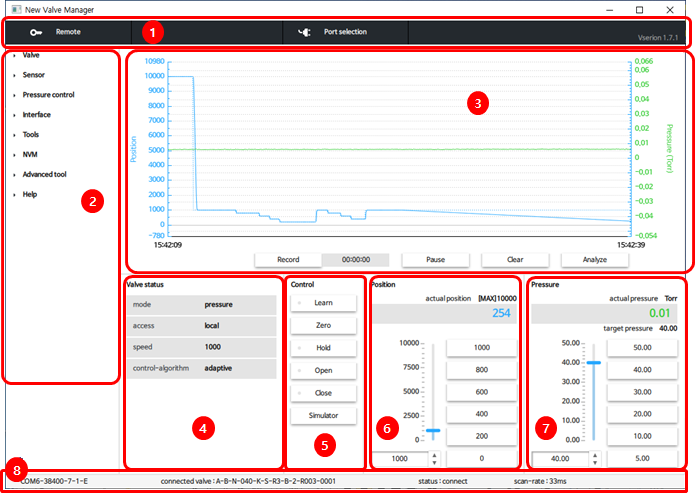 New Valve Manager
Remote
1
Port selection
Vserion 1.7.1
Valve
Sensor
Pressure control
Interface
Tools
NVM
Advanced tool
Help
2
3
Position
10980
10000
9000
8000
7000
6000
5000
4000
3000
2000
1000
0
-780
0,066
0,06
0,05
0,04
0,03
0,02
0,01
0
-0,01
-0,02
-0,03
-0,04
-0,054
Pressure (Torr)
15:42:09
15:42:39
Record
00:00:00
Pause
Clear
Analyze
Valve status
mode pressure
access local
speed 1000
control-algorithm adaptive
4
Control
Learn
Zero
Hold
Open
Close
Simulator
5
Position
actual position [MAX]10000
254
10000
7500
5000
2500
0
1000
800
600
400
200
0
1000
6
Pressure
actual pressure Torr
0.01
target pressure 40.00
50.00
40.00
30.00
20.00
10.00
0.00
50.00
40.00
30.00
20.00
10.00
5.00
40.00
7
8
COM6-38400-7-1-E
connected valve : A-B-N-040-K-S-R3-B-2-R003-0001
status : connect
scan-rate : 33ms